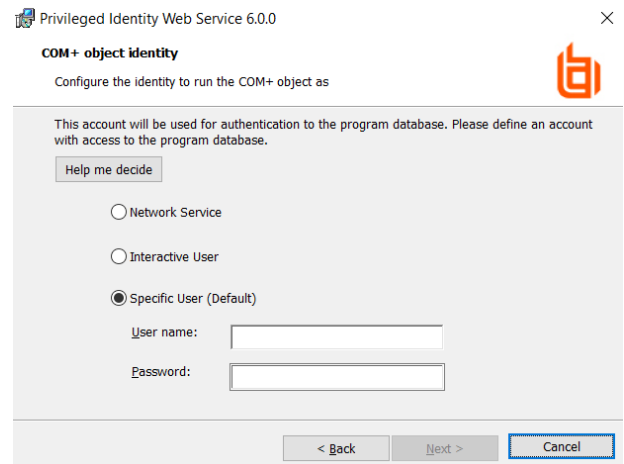 Privileged Identity Web Service 6.0.0
COM+ object identity
Configure the identity to run the COM+ object as
This account will be used for authentication to the program database. Please define an account
with access to the program database.
Help me decide
Network Service
Interactive User
Specific User (Default)
User name:
Password:
< Back
Next >
Cancel